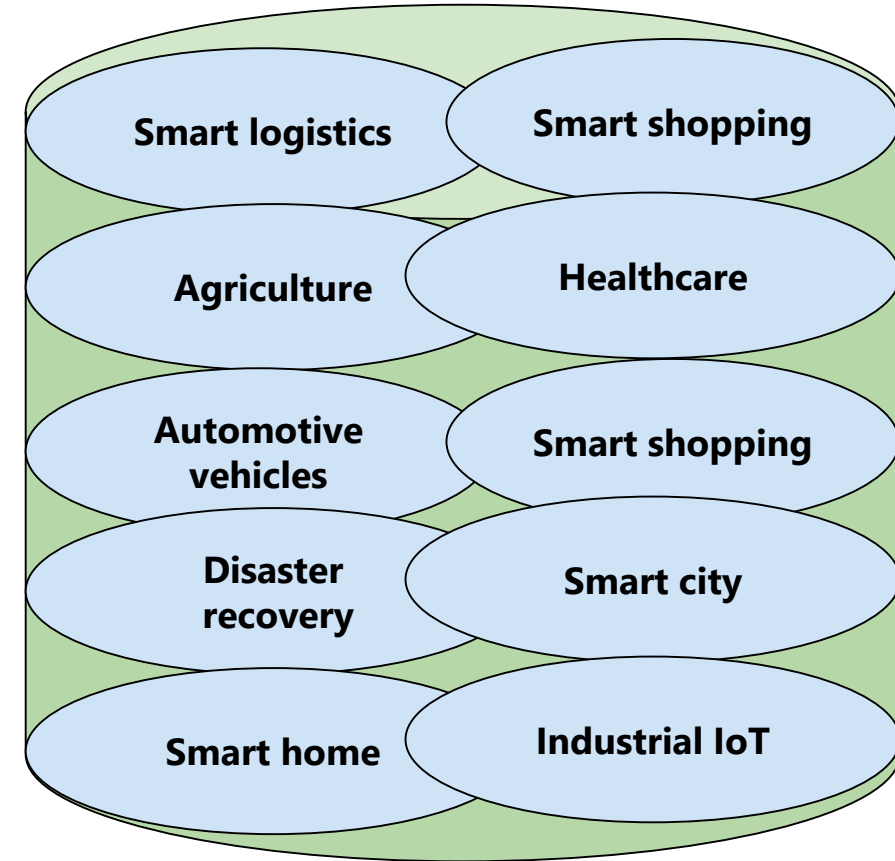 Smart logistics
Smart shopping
Agriculture
Healthcare
Automotive
vehicles
Smart shopping
Disaster
recovery
Smart city
Smart home
Industrial IoT